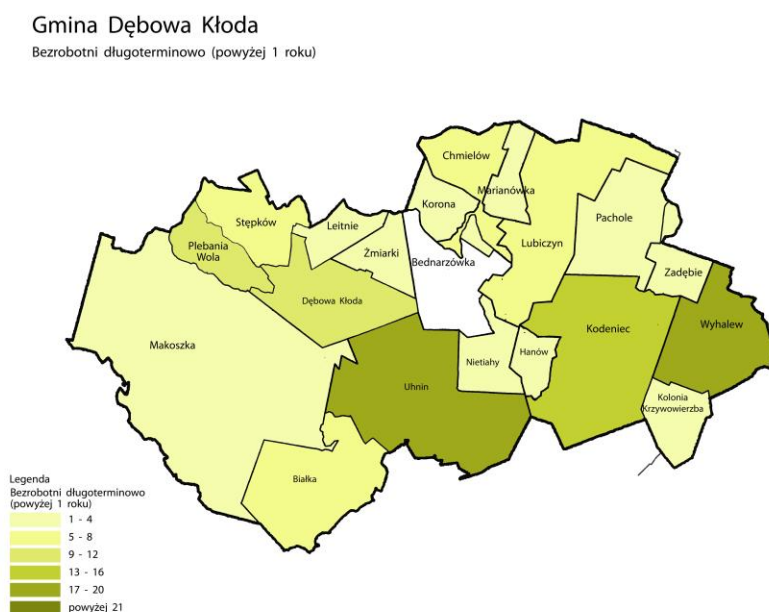 Gmina Dębowa Kłoda
Bezrobotni długoterminowo (powyżej 1 roku)
Chmielów
Marianówka
Korona
Stępków
Leitnie
Pachole
Plebania
Wola
Żmiarki
Bednarzówka
Lubiczyn
Zadębie
Dębowa Kłoda
Makoszka
Kodeniec
Wyhalew
Nietiahy
Hanów
Uhnin
Kolonia
Krzywowierzba
Białka
Legenda
Bezrobotni długoterminowo
(powyżej 1 roku)
1 - 4
5 - 8
9 - 12
13 - 16
17 - 20
powyżej 21